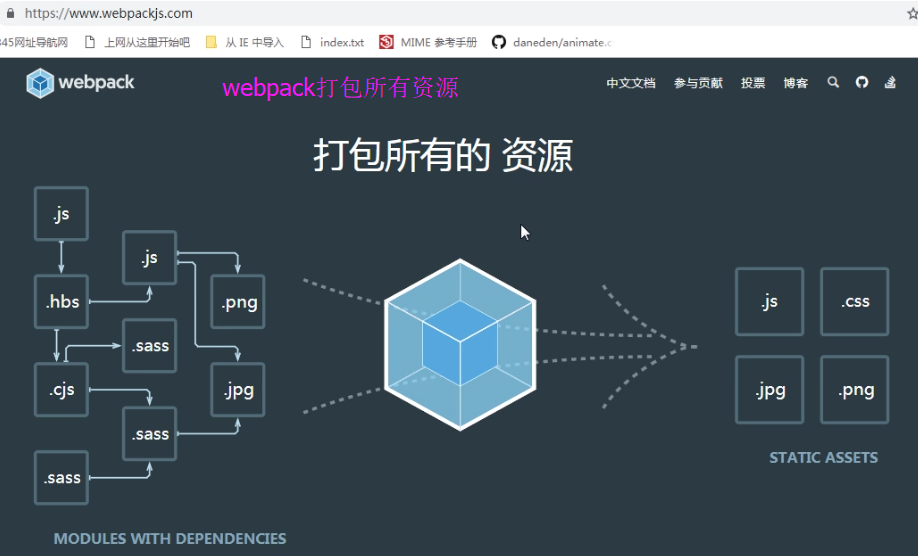 https://www.webpackjs.com
345网址导航网 上网从这里开始吧 从 IE 中导入 index.txt MIME 参考手册 daneden/animate.c
webpack webpack打包所有资源 中文文档 参与贡献 投票 博客
打包所有的 资源
.js
.js
.hbs
.png
.sass
.cjs
.jpg
.sass
.sass
.js .css
.jpg .png
STATIC ASSETS
MODULES WITH DEPENDENCIES